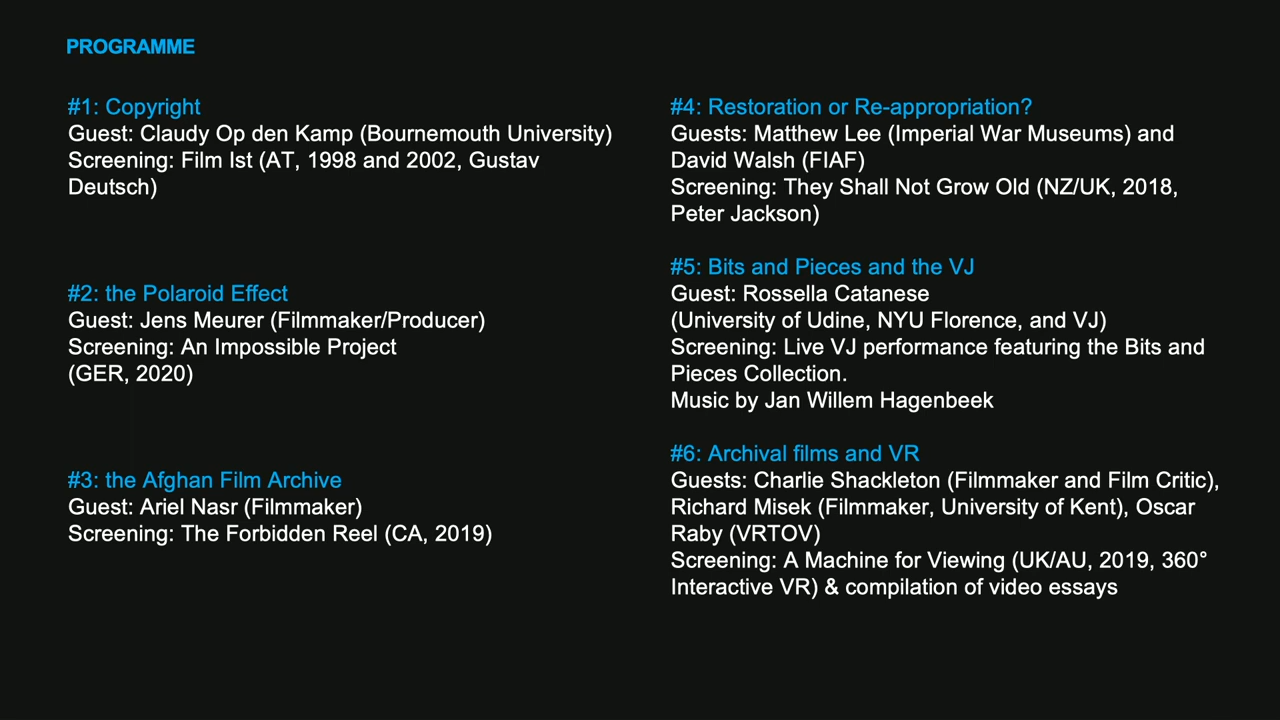 PROGRAMME
#1: Copyright
Guest: Claudy Op den Kamp (Bournemouth University)
Screening: Film Ist (AT, 1998 and 2002, Gustav
Deutsch)
#2: the Polaroid Effect
Guest: Jens Meurer (Filmmaker/Producer)
Screening: An Impossible Project
(GER, 2020)
#3: the Afghan Film Archive
Guest: Ariel Nasr (Filmmaker)
Screening: The Forbidden Reel (CA, 2019)
#4: Restoration or Re-appropriation?
Guests: Matthew Lee (Imperial War Museums) and
David Walsh (FIAF)
Screening: They Shall Not Grow Old (NZ/UK, 2018,
Peter Jackson)
#5: Bits and Pieces and the VJ
Guest: Rossella Catanese
(University of Udine, NYU Florence, and VJ)
Screening: Live VJ performance featuring the Bits and
Pieces Collection.
Music by Jan Willem Hagenbeek
#6: Archival films and VR
Guests: Charlie Shackleton (Filmmaker and Film Critic),
Richard Misek (Filmmaker, University of Kent), Oscar
Raby (VRTOV)
Screening: A Machine for Viewing (UK/AU, 2019, 360°
Interactive VR) & compilation of video essays